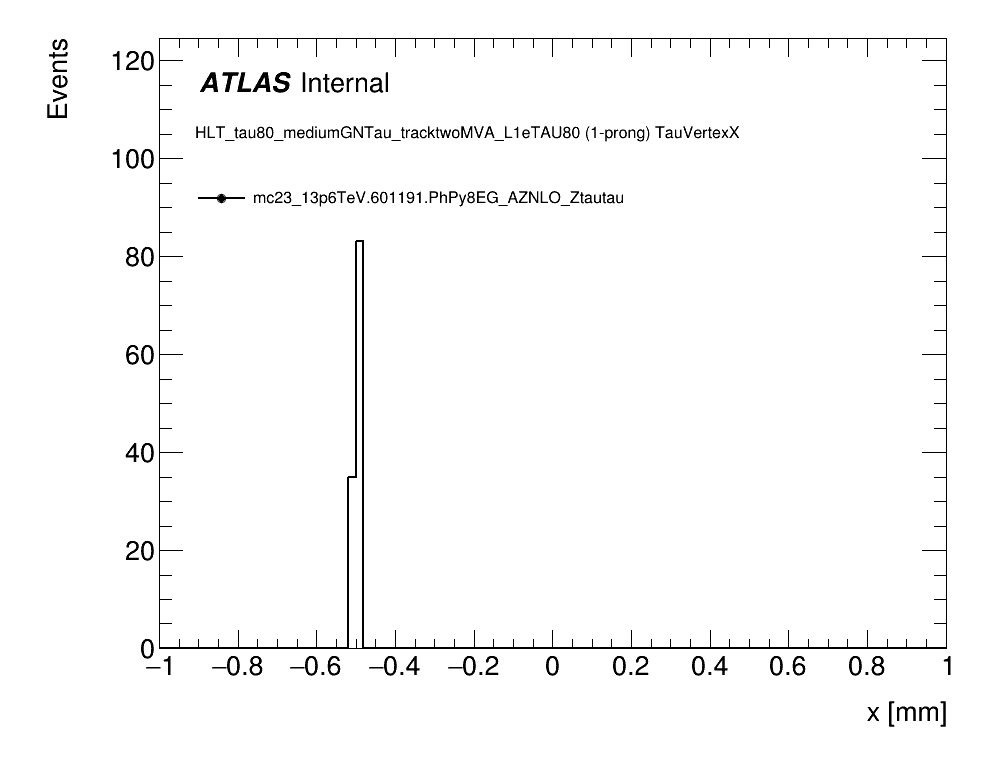 Events
120
ATLAS Internal
HLT_tau80_mediumGNTau_tracktwoMVA_L1eTAU80 (1-prong) TauVertexX
100
mc23_13p6TeV.601191.PhPy8EG_AZNLO_Ztautau
80
60
40
20
0
−1 −0.8 −0.6 −0.4 −0.2 0 0.2 0.4 0.6 0.8 1
x [mm]